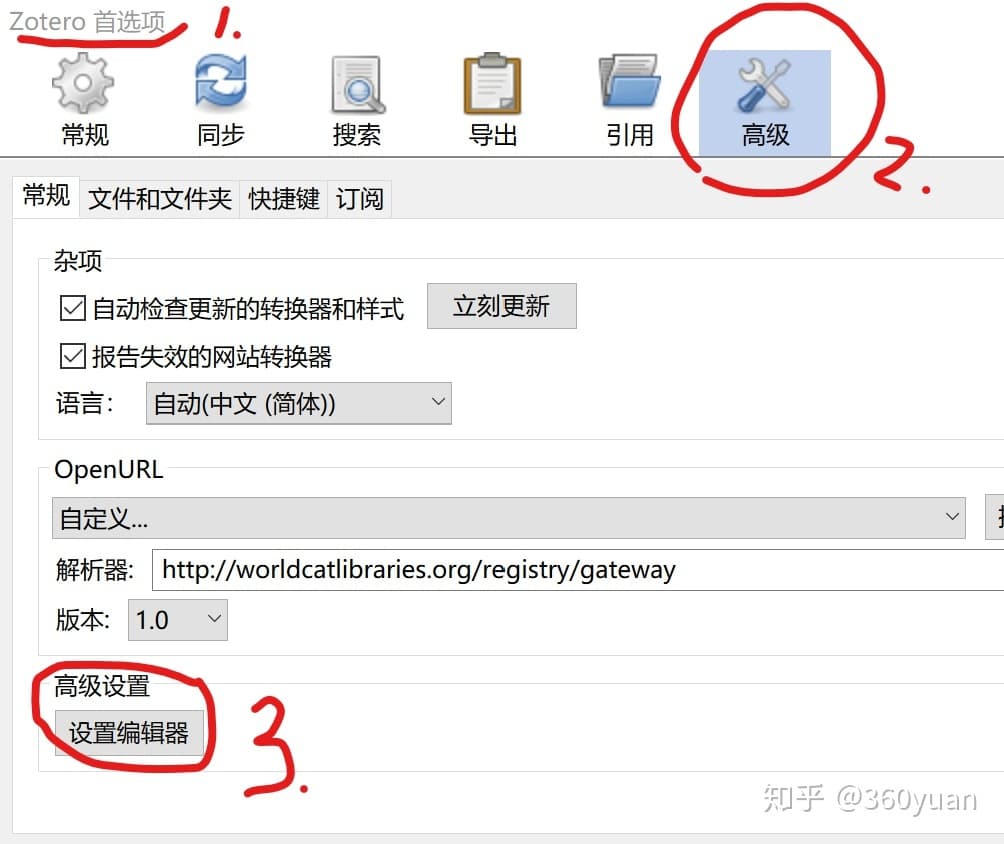 Zotero 首选项
1.
常规 同步 搜索 导出 引用 高级
2.
常规 文件和文件夹 快捷键 订阅
杂项
自动检查更新的转换器和样式 立刻更新
报告失效的网站转换器
语言： 自动(中文 (简体))
OpenURL
自定义...
解析器: http://worldcatlibraries.org/registry/gateway
版本: 1.0
高级设置
设置编辑器
3.
知乎 @360yuan